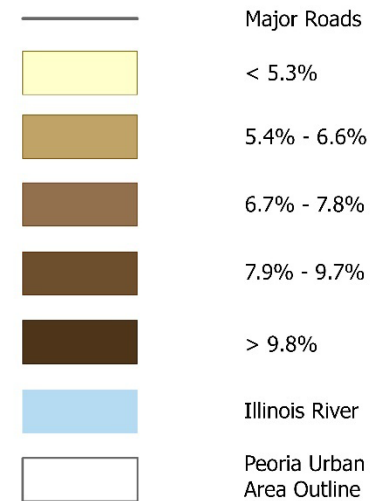 Major Roads
< 5.3%
5.4% - 6.6%
6.7% - 7.8%
7.9% - 9.7%
> 9.8%
Illinois River
Peoria Urban
Area Outline